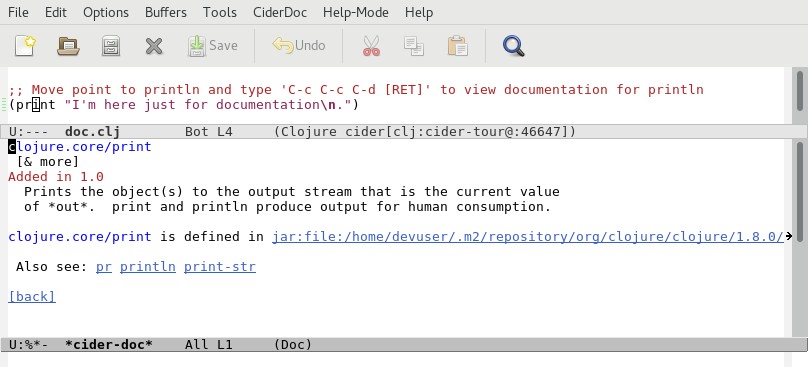 File Edit Options Buffers Tools CiderDoc Help-Mode Help
Save Undo
;; Move point to println and type 'C-c C-c C-d [RET]' to view documentation for println
(print "I'm here just for documentation\n.")
U:--- doc.clj Bot L4 (Clojure cider[clj:cider-tour@:46647])
clojure.core/print
[& more]
Added in 1.0
Prints the object(s) to the output stream that is the current value
of *out*. print and println produce output for human consumption.
clojure.core/print is defined in jar:file:/home/devuser/.m2/repository/org/clojure/clojure/1.8.0/
Also see: pr println print-str
[back]
U:%*- *cider-doc* All L1 (Doc)